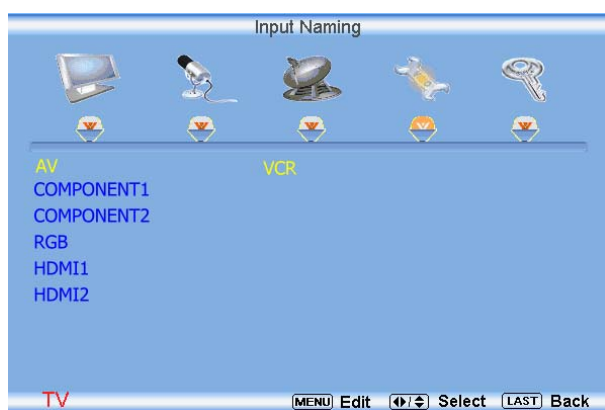 Input Naming
AV VCR
COMPONENT1
COMPONENT2
RGB
HDMI1
HDMI2
TV MENU Edit Select LAST Back